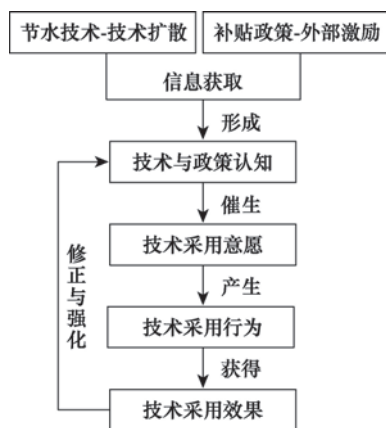 节水技术-技术扩散
补贴政策-外部激励
信息获取
形成
技术与政策认知
催生
技术采用意愿
产生
技术采用行为
获得
技术采用效果
修正与强化